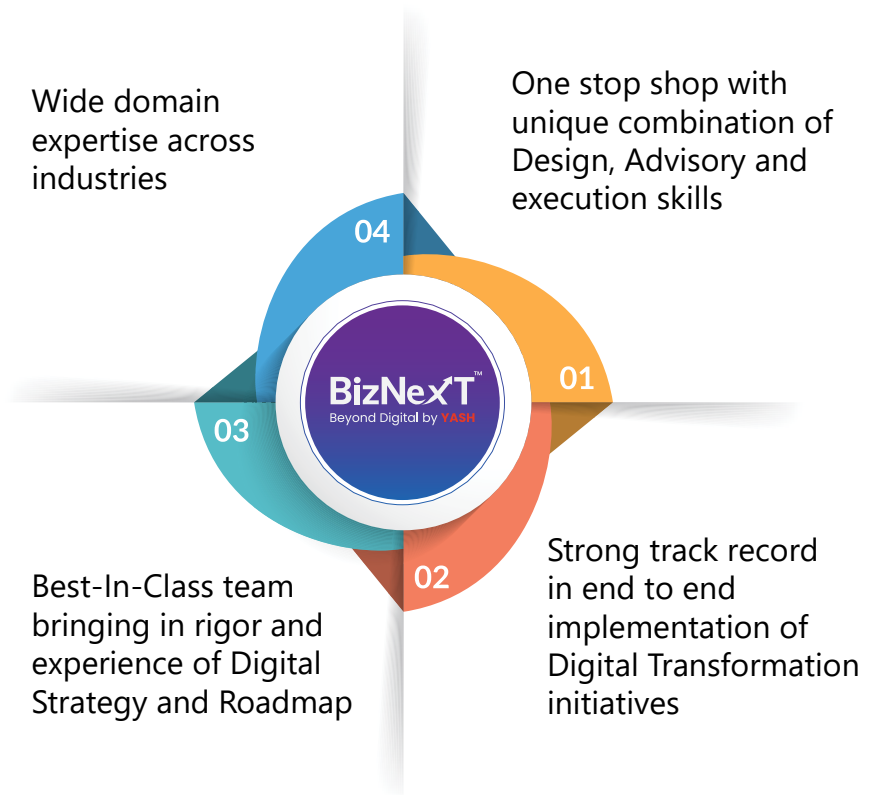 One stop shop with
unique combination of
Design, Advisory and
execution skills
01
Strong track record
in end to end
implementation of
Digital Transformation
initiatives
02
Best-In-Class team
bringing in rigor and
experience of Digital
Strategy and Roadmap
03
Wide domain
expertise across
industries
04
BizNexT™
Beyond Digital by YASH